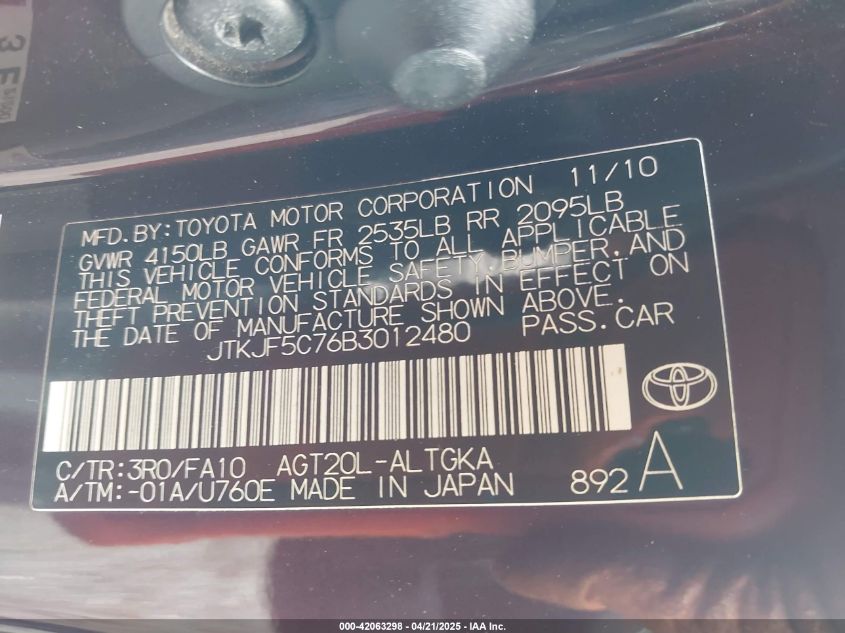 MFD.BY:TOYOTA MOTOR CORPORATION 11/10
GVWR 4150LB GAWR FR 2535LB RR 2095LB
THIS VEHICLE CONFORMS TO ALL APPLICABLE
FEDERAL MOTOR VEHICLE SAFETY,BUMPER,AND
THEFT PREVENTION STANDARDS IN EFFECT ON
THE DATE OF MANUFACTURE SHOWN ABOVE.
JTKJF5C76B3012480 PASS.CAR
C/TR:3R0/FA10 AGT20L-ALTGKA
A/TM:-01A/U760E MADE IN JAPAN 892 A
000-42063298 - 04/21/2025 - IAA Inc.